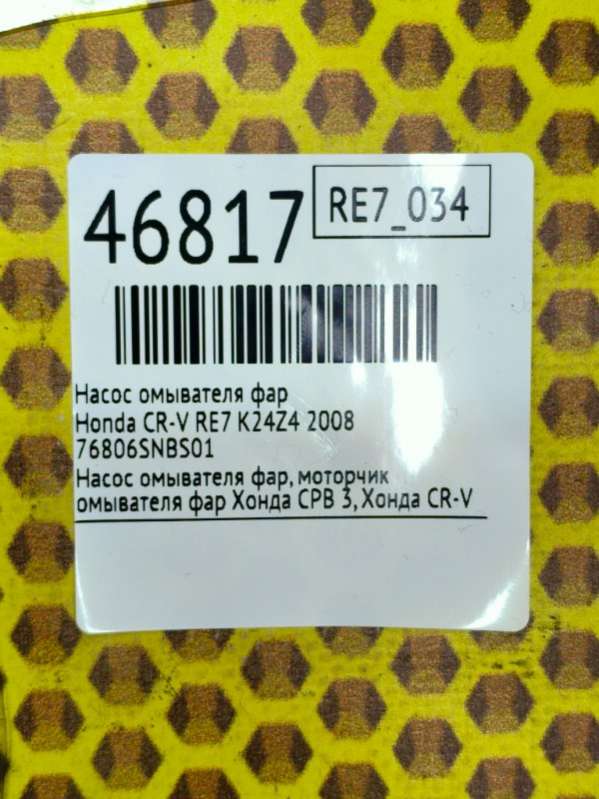 46817
RE7_034
Насос омывателя фар
Honda CR-V RE7 K24Z4 2008
76806SNBS01
Насос омывателя фар, моторчик
омывателя фар Хонда СРВ 3, Хонда CR-V